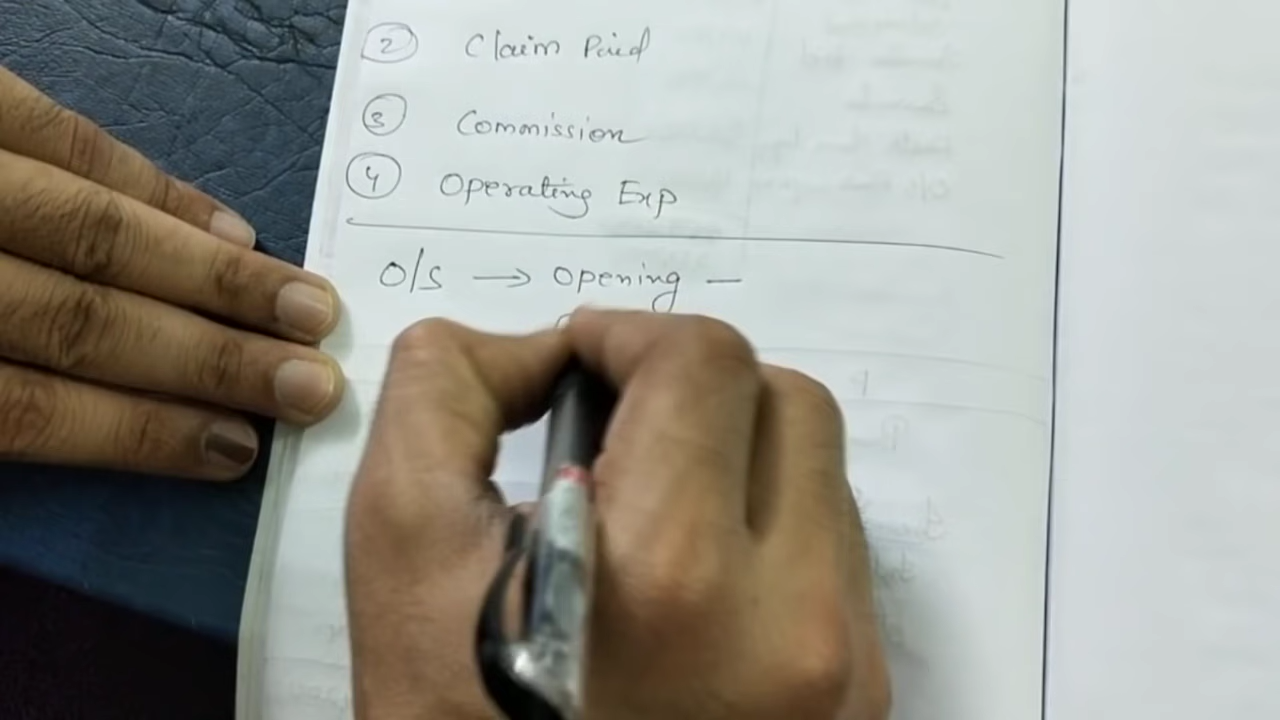 ② Claim Paid
③ Commission
④ Operating Exp
O/S → Opening —